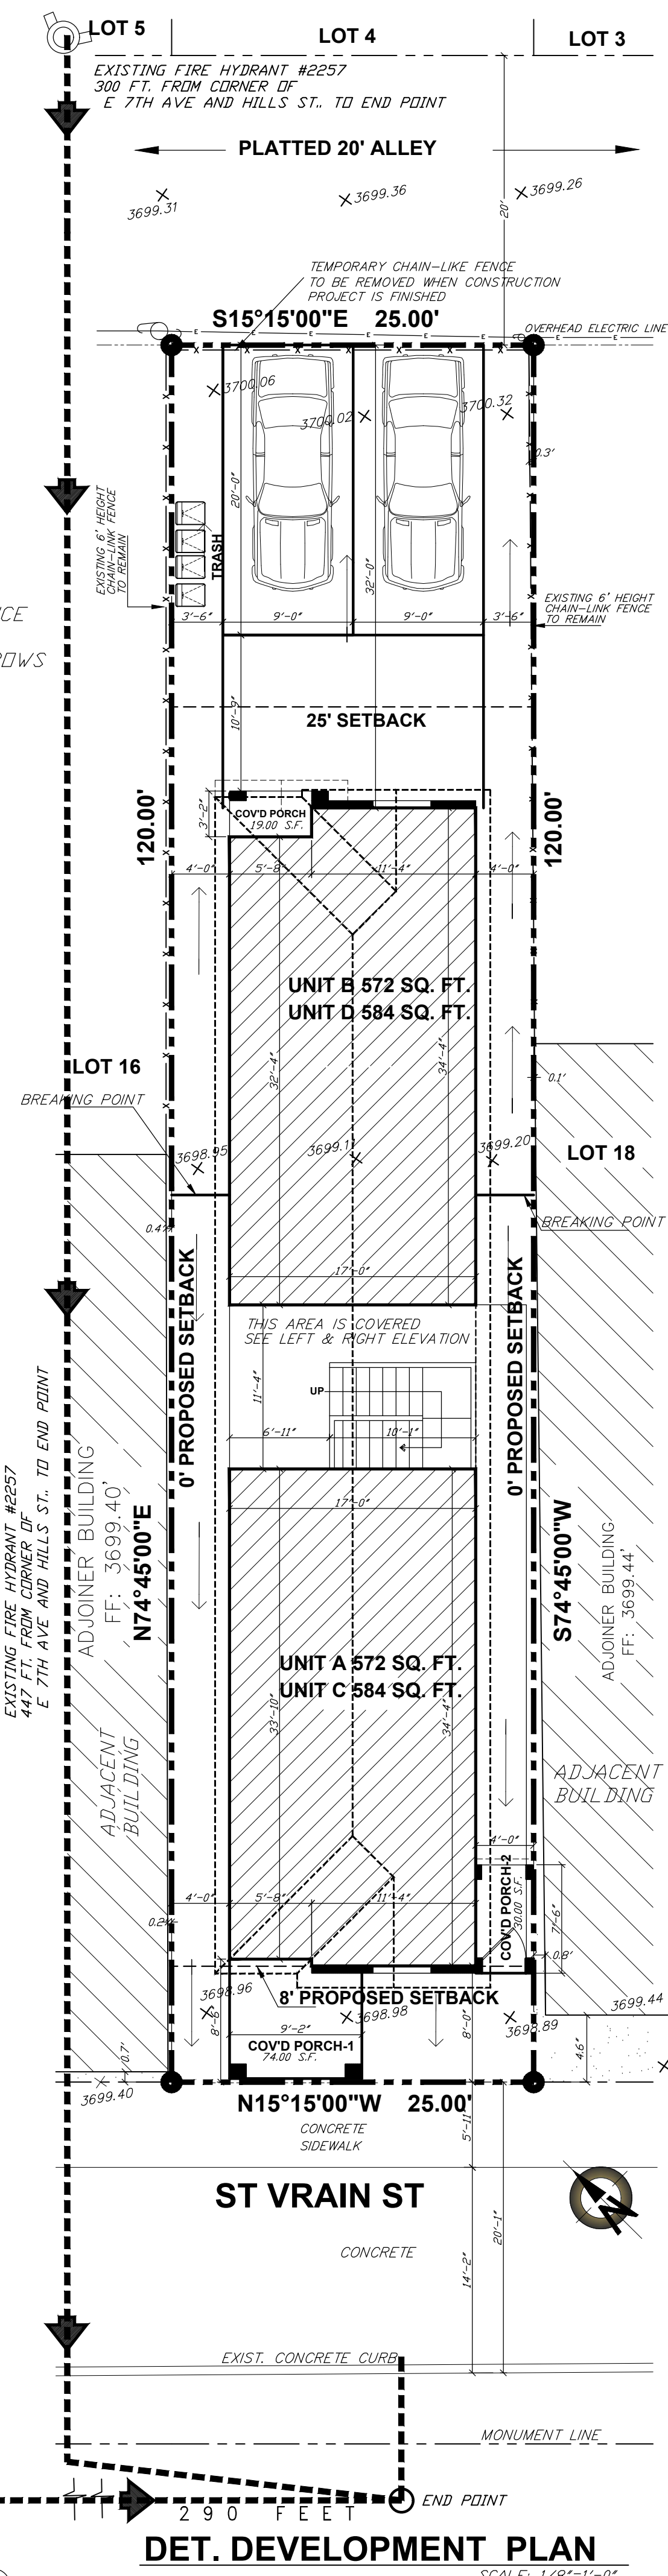 LOT 5
LOT 4
LOT 3
EXISTING FIRE HYDRANT #2257
300 FT. FROM CORNER OF
E 7TH AVE AND HILLS ST., TO END POINT
PLATTED 20' ALLEY
3699.31
3699.36
3699.26
20'
TEMPORARY CHAIN-LIKE FENCE
TO BE REMOVED WHEN CONSTRUCTION
PROJECT IS FINISHED
S15°15'00"E 25.00'
OVERHEAD ELECTRIC LINE
3700.06
3700.02
3700.32
0.3'
20'-0"
32'-0"
EXISTING 6' HEIGHT
CHAIN-LINK FENCE
TO REMAIN
TRASH
EXISTING 6' HEIGHT
CHAIN-LINK FENCE
TO REMAIN
3'-6"
9'-0"
9'-0"
3'-6"
10'-9"
25' SETBACK
120.00'
120.00'
3'-2"
COV'D PORCH
19.00 S.F.
4'-0"
5'-8"
11'-4"
4'-0"
UNIT B 572 SQ. FT.
UNIT D 584 SQ. FT.
32'-4"
34'-4"
LOT 16
BREAKING POINT
0.1'
3698.95
3699.20
LOT 18
BREAKING POINT
0.4'
17'-0"
0' PROPOSED SETBACK
0' PROPOSED SETBACK
THIS AREA IS COVERED
SEE LEFT & RIGHT ELEVATION
11'-4"
UP
6'-11"
10'-1"
17'-0"
EXISTING FIRE HYDRANT #2257
447 FT. FROM CORNER OF
E 7TH AVE AND HILLS ST., TO END POINT
ADJOINER BUILDING
FF: 3699.40'
N74°45'00"E
S74°45'00"W
ADJOINER BUILDING
FF: 3699.44'
UNIT A 572 SQ. FT.
UNIT C 584 SQ. FT.
33'-10"
34'-4"
ADJACENT
BUILDING
ADJACENT
BUILDING
4'-0"
4'-0"
5'-8"
11'-4"
COV'D PORCH-2
30.00 S.F.
7'-6"
0.2'
0.8'
3698.96
8' PROPOSED SETBACK
3698.98
3698.89
3699.44
8'-6"
9'-2"
COV'D PORCH-1
74.00 S.F.
8'-0"
4.6'
0.7'
3699.40
N15°15'00"W 25.00'
CONCRETE
SIDEWALK
5'-11"
ST VRAIN ST
N
CONCRETE
14'-2"
20'-1"
EXIST. CONCRETE CURB
MONUMENT LINE
290 FEET
END POINT
DET. DEVELOPMENT PLAN